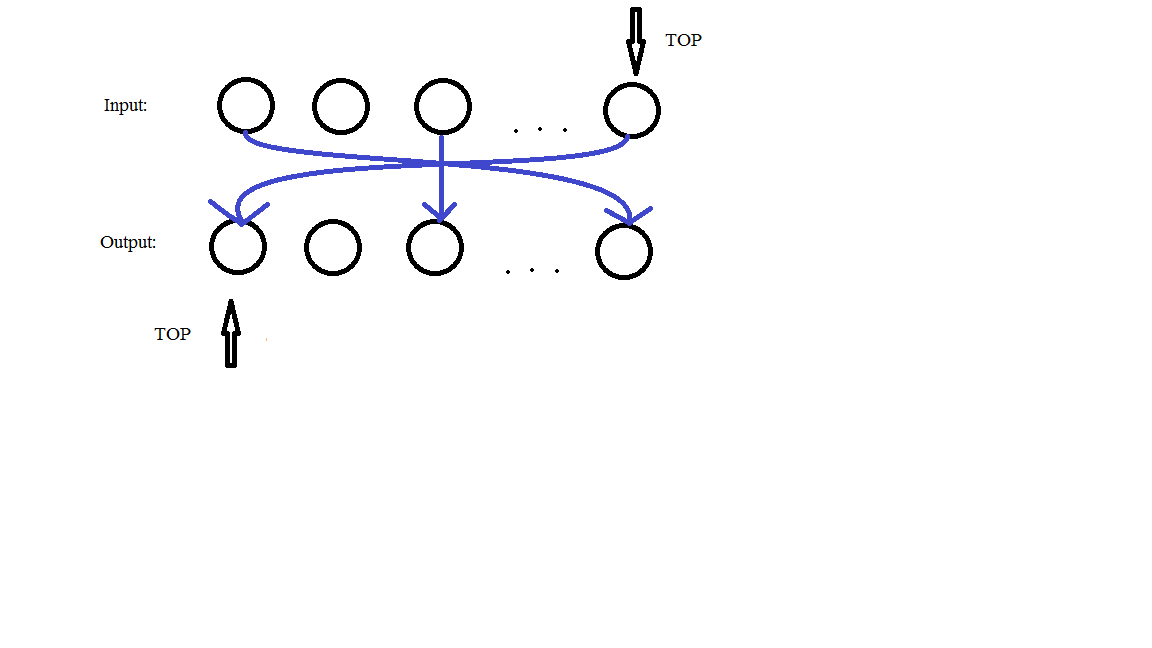 TOP
Input:
. . .
Output:
. . .
TOP